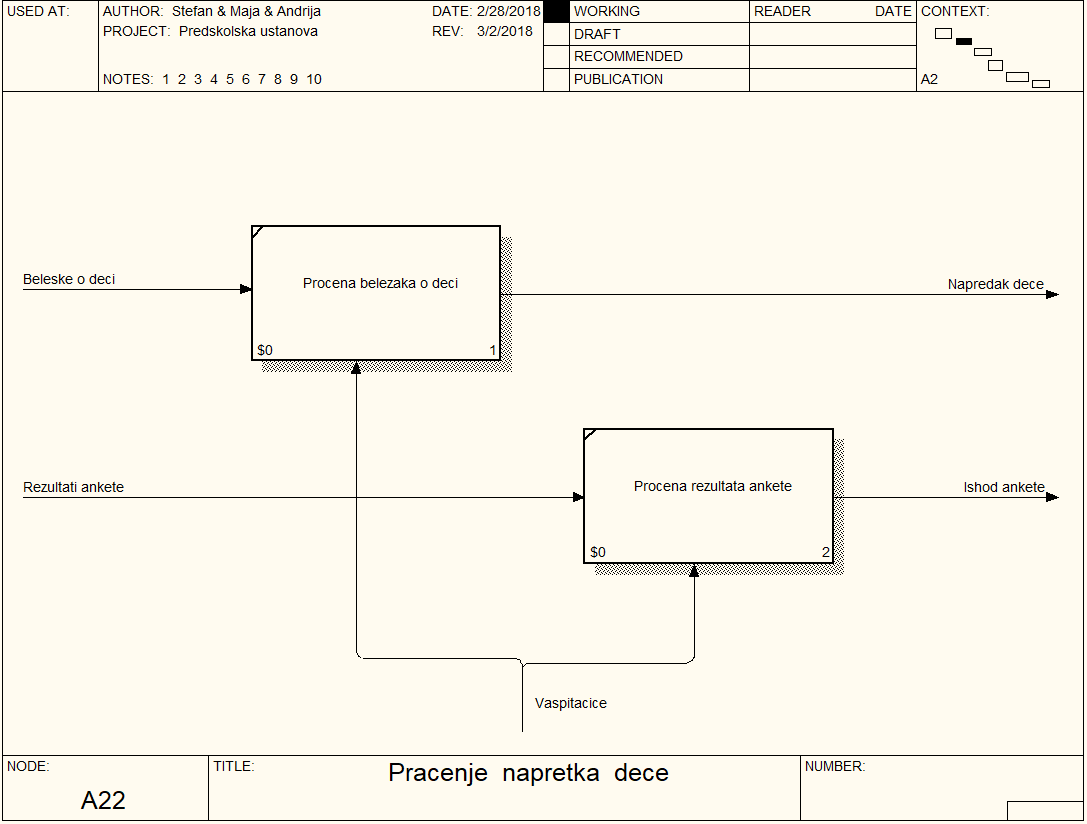 USED AT:
AUTHOR: Stefan & Maja & Andrija
DATE: 2/28/2018
PROJECT: Predskolska ustanova
REV: 3/2/2018
NOTES: 1 2 3 4 5 6 7 8 9 10
WORKING
DRAFT
RECOMMENDED
PUBLICATION
READER DATE
CONTEXT:
A2
Beleske o deci
Procena belezaka o deci
$0 1
Napredak dece
Rezultati ankete
Procena rezultata ankete
$0 2
Ishod ankete
Vaspitacice
NODE:
A22
TITLE:
Pracenje napretka dece
NUMBER: